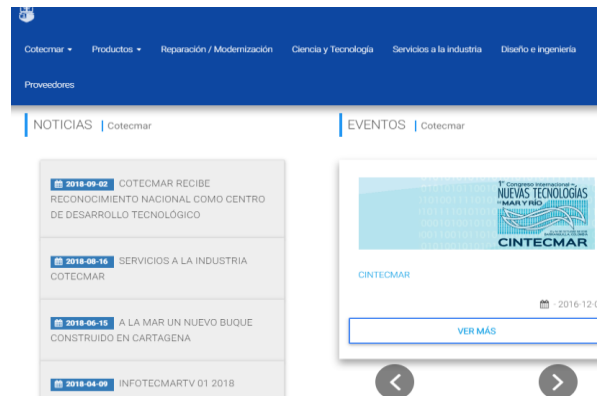 Cotecmar Productos Reparación / Modernización Ciencia y Tecnología Servicios a la industria Diseño e ingeniería
Proveedores
NOTICIAS | Cotecmar
2018-09-02 COTECMAR RECIBE
RECONOCIMIENTO NACIONAL COMO CENTRO
DE DESARROLLO TECNOLÓGICO
2018-08-16 SERVICIOS A LA INDUSTRIA
COTECMAR
2018-06-15 A LA MAR UN NUEVO BUQUE
CONSTRUIDO EN CARTAGENA
2018-04-09 INFOTECMARTV 01 2018
EVENTOS | Cotecmar
1er Congreso Internacional
NUEVAS TECNOLOGÍAS
MAR Y RÍO
CINTECMAR
CINTECMAR
- 2016-12-0
VER MÁS